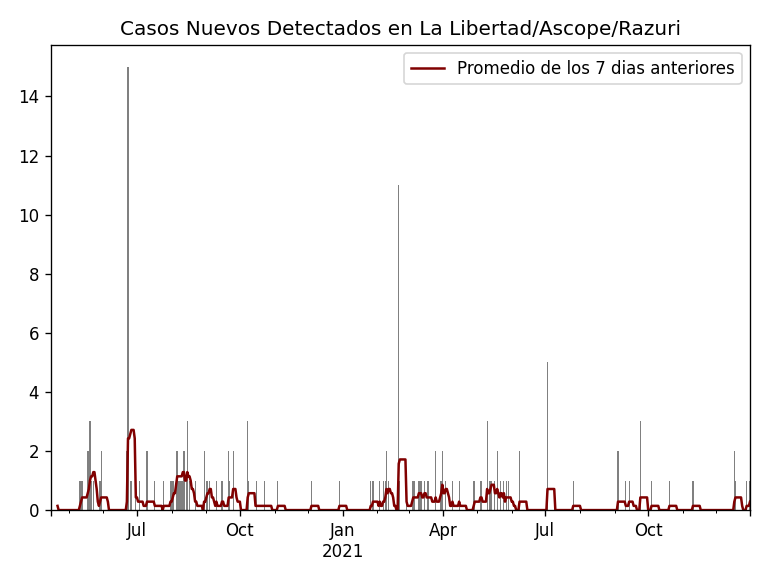 Casos Nuevos Detectados en La Libertad/Ascope/Razuri
Promedio de los 7 dias anteriores
14
12
10
8
6
4
2
0
Jul
Oct
Jan
2021
Apr
Jul
Oct